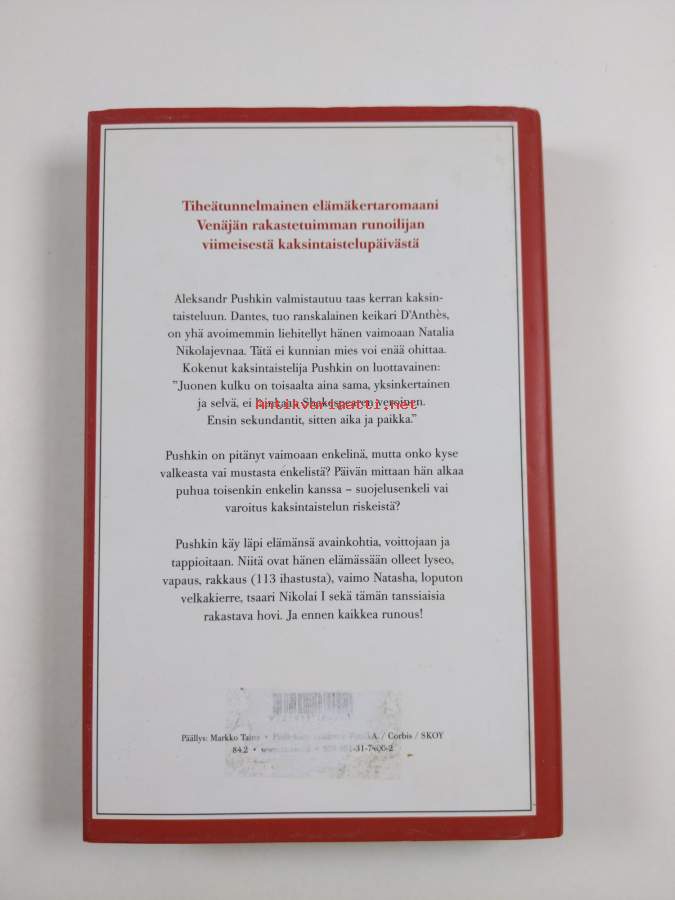 Tiheätunnelmainen elämäkertaromaani
Venäjän rakastetuimman runoilijan
viimeisestä kaksintaistelupäivästä
Aleksandr Pushkin valmistautuu taas kerran kaksin-
taisteluun. Dantes, tuo ranskalainen keikari D'Anthès,
on yhä avoimemmin liehitellyt hänen vaimoaan Natalia
Nikolajevnaa. Tätä ei kunnian mies voi enää ohittaa.
Kokenut kaksintaistelija Pushkin on luottavainen:
”Juonen kulku on toisaalta aina sama, yksinkertainen
ja selvä, ei Shakespearen veroinen.
Antikvariaatti.net
Ensin sekundantit, sitten aika ja paikka.”
Pushkin on pitänyt vaimoaan enkelinä, mutta onko kyse
valkeasta vai mustasta enkelistä? Päivän mittaan hän alkaa
puhua toisenkin enkelin kanssa – suojelusenkeli vai
varoitus kaksintaistelun riskeistä?
Pushkin käy läpi elämänsä avainkohtia, voittojaan ja
tappioitaan. Niitä ovat hänen elämässään olleet lyseo,
vapaus, rakkaus (113 ihastusta), vaimo Natasha, loputon
velkakierre, tsaari Nikolai I sekä tämän tanssiaisia
rakastava hovi. Ja ennen kaikkea runous!
Päällys: Markko Taina • / Corbis / SKOY
84.2 •